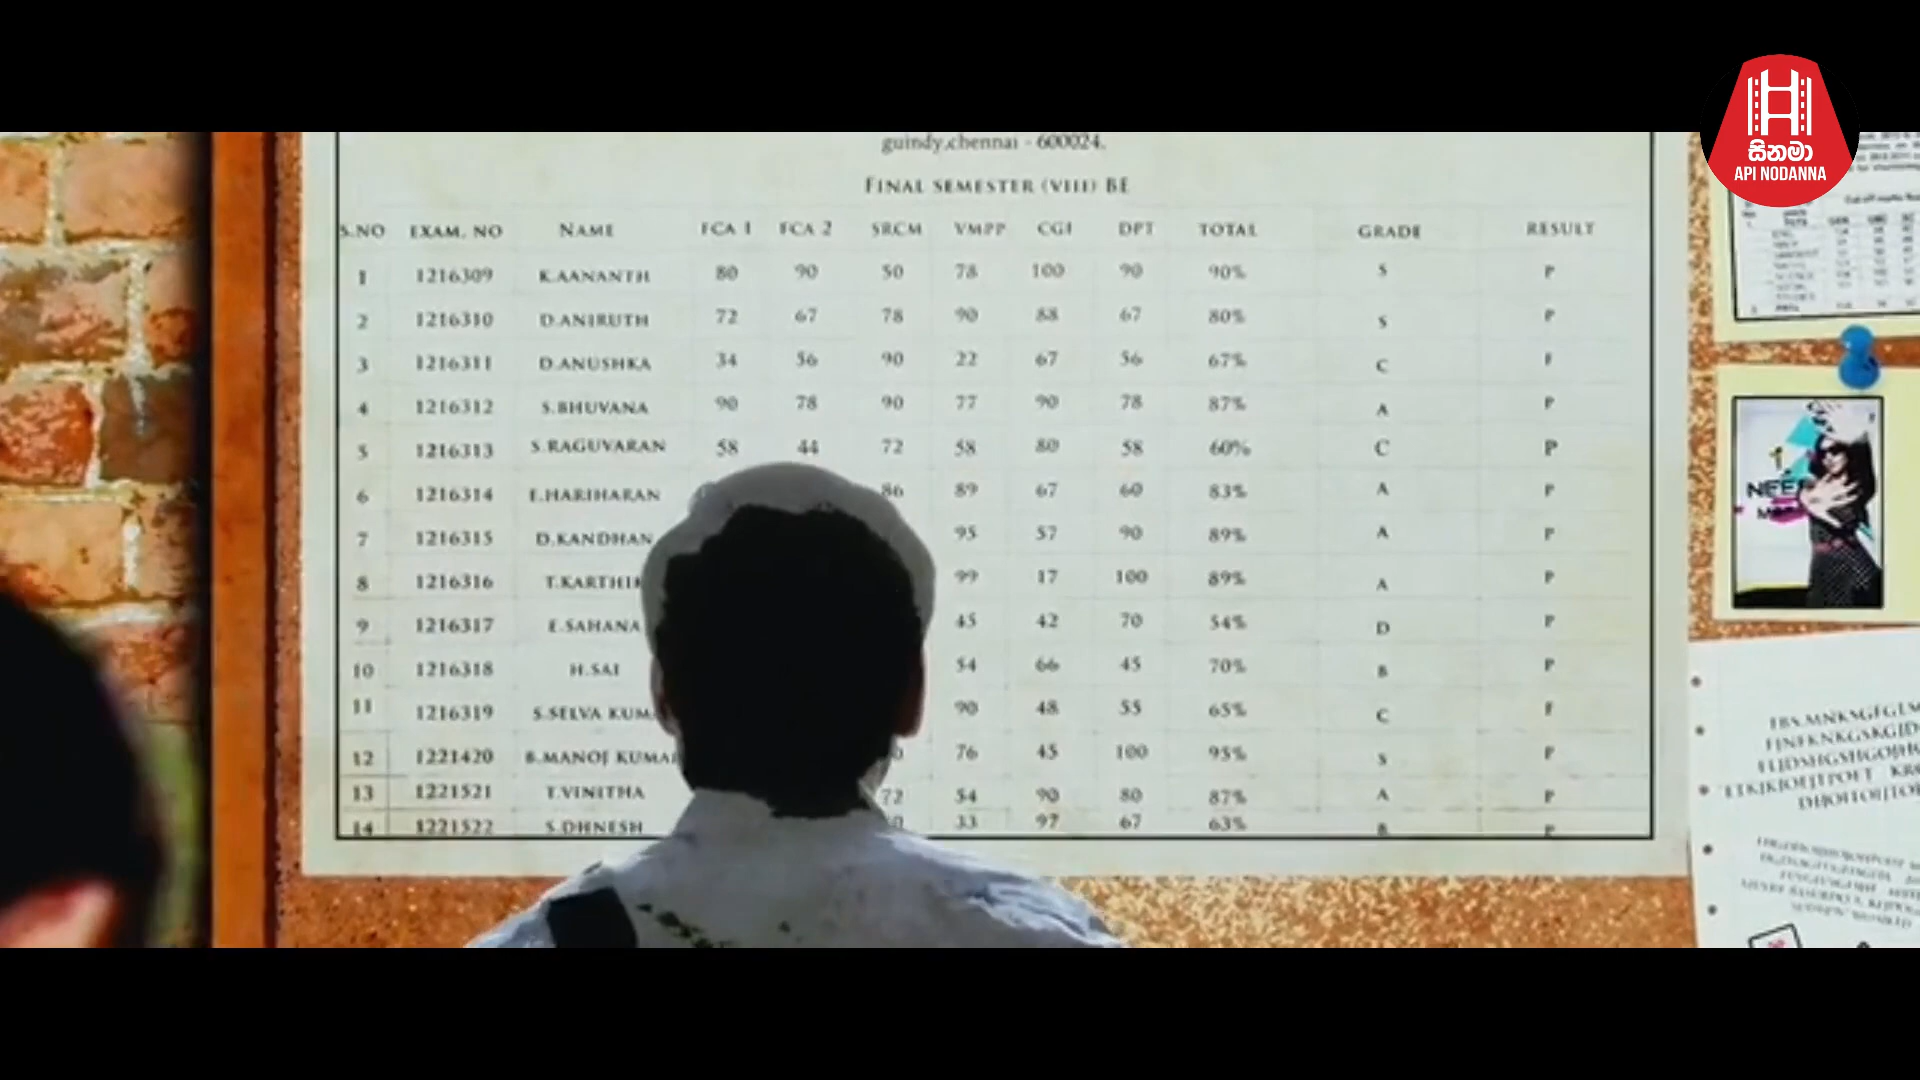 සිනමා
API NODANNA
guindy,chennai - 600024.
FINAL SEMESTER (VIII) BE
S.NO EXAM. NO NAME FCA 1 FCA 2 SRCM VMPP CGI DPT TOTAL GRADE RESULT
1 1216309 K.AANANTH 80 90 50 78 100 90 90% S P
2 1216310 D.ANIRUTH 72 67 78 90 88 67 80% S P
3 1216311 D.ANUSHKA 34 56 90 22 67 56 67% C F
4 1216312 S.BHUVANA 90 78 90 77 90 78 87% A P
5 1216313 S.RAGUVARAN 58 44 72 58 80 58 60% C P
6 1216314 E.HARIHARAN 86 89 67 60 83% A P
7 1216315 D.KANDHAN 95 57 90 89% A P
8 1216316 T.KARTHIK 99 17 100 89% A P
9 1216317 E.SAHANA 45 42 70 54% D P
10 1216318 H.SAI 54 66 45 70% B P
11 1216319 S.SELVA KUM 90 48 55 65% C F
12 1221420 B.MANOJ KUMAR 76 45 100 95% S P
13 1221521 T.VINITHA 72 54 90 80 87% A P
14 1221522 S.DHNESH 33 97 67 63% B P